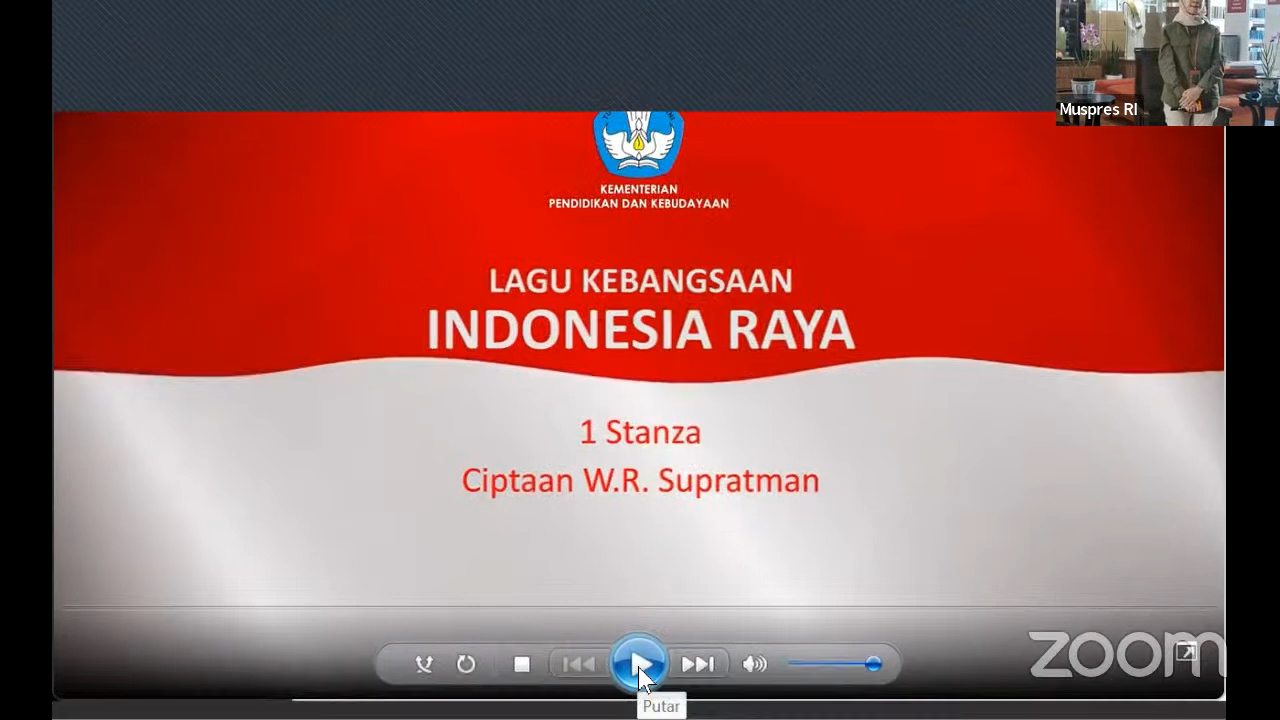 Muspres RI
KEMENTERIAN
PENDIDIKAN DAN KEBUDAYAAN
LAGU KEBANGSAAN
INDONESIA RAYA
1 Stanza
Ciptaan W.R. Supratman
zoom
Putar